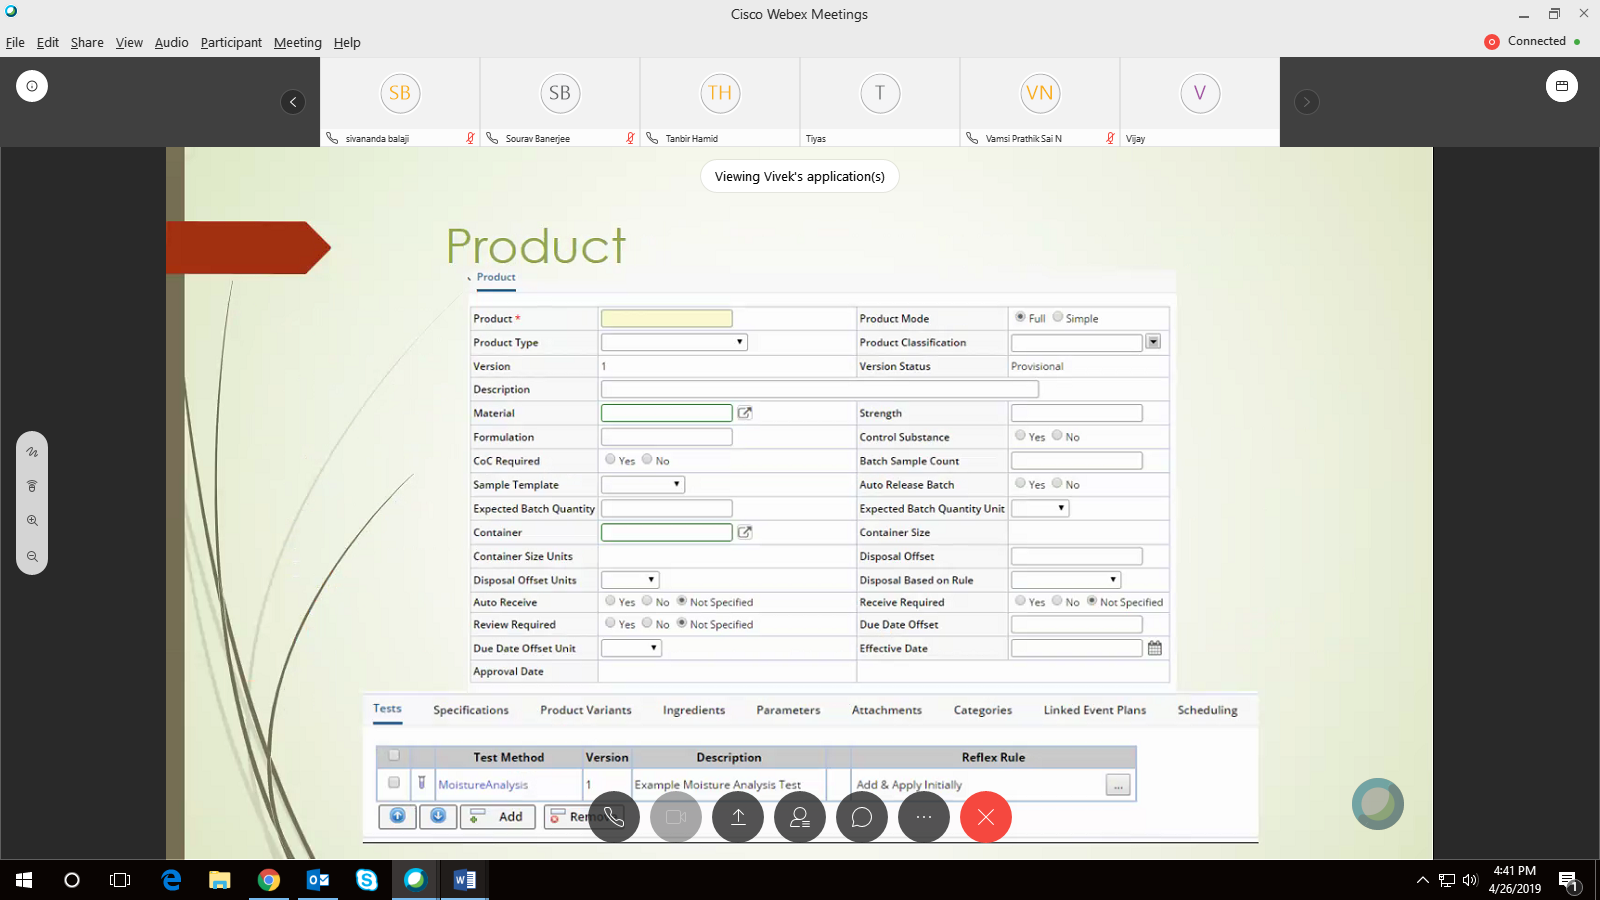 Cisco Webex Meetings
File Edit Share View Audio Participant Meeting Help
Connected
SB SB TH T VN V
sivananda balaji Sourav Banerjee Tanbir Hamid Tiyas Vamsi Prathik Sai N Vijay
Viewing Vivek's application(s)
Product
Product
Product * Product Mode Full Simple
Product Type Product Classification
Version 1 Version Status Provisional
Description
Material Strength
Formulation Control Substance Yes No
CoC Required Yes No Batch Sample Count
Sample Template Auto Release Batch Yes No
Expected Batch Quantity Expected Batch Quantity Unit
Container Container Size
Container Size Units Disposal Offset
Disposal Offset Units Disposal Based on Rule
Auto Receive Yes No Not Specified Receive Required Yes No Not Specified
Review Required Yes No Not Specified Due Date Offset
Due Date Offset Unit Effective Date
Approval Date
Tests Specifications Product Variants Ingredients Parameters Attachments Categories Linked Event Plans Scheduling
Test Method Version Description Reflex Rule
MoistureAnalysis 1 Example Moisture Analysis Test Add & Apply Initially ...
Add Remov
4:41 PM
4/26/2019
1